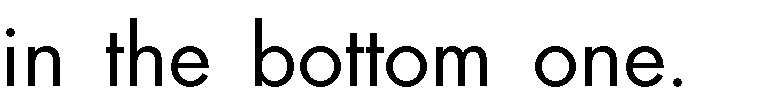 in the bottom one.